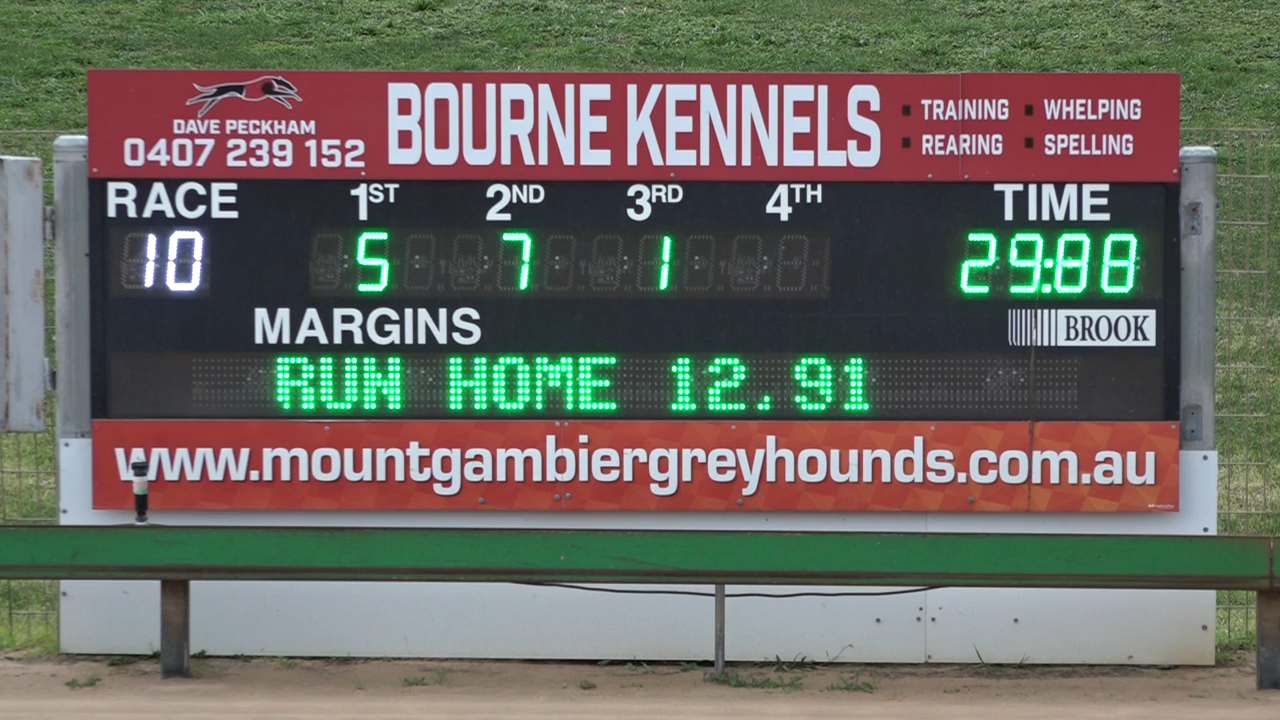 DAVE PECKHAM
0407 239 152
BOURNE KENNELS
▪ TRAINING ▪ WHELPING
▪ REARING ▪ SPELLING
RACE 1ST 2ND 3RD 4TH TIME
10 5 7 1 29:88
MARGINS
BROOK
RUN HOME 12.91
www.mountgambiergreyhounds.com.au